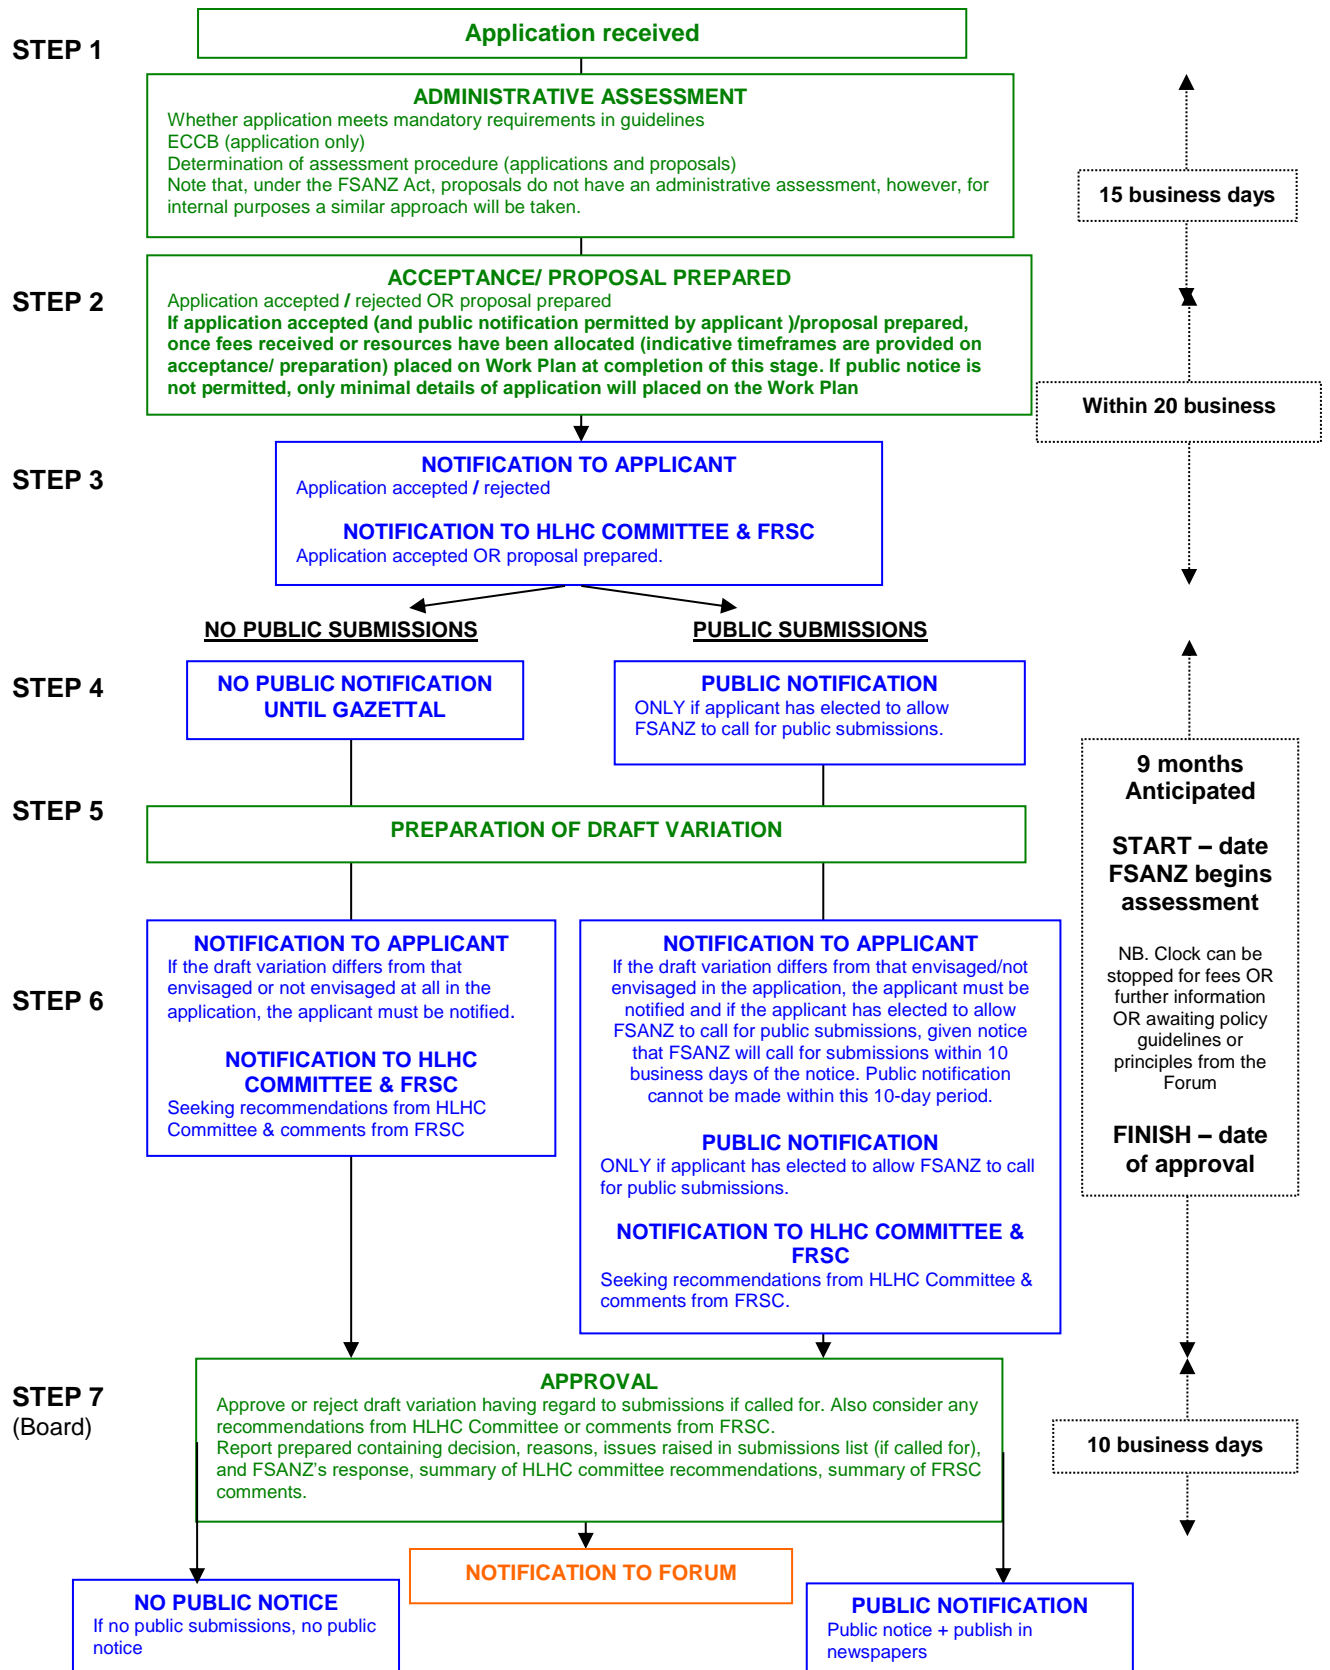 STEP 1
Application received
ADMINISTRATIVE ASSESSMENT
Whether application meets mandatory requirements in guidelines
ECCB (application only)
Determination of assessment procedure (applications and proposals)
Note that, under the FSANZ Act, proposals do not have an administrative assessment, however, for
internal purposes a similar approach will be taken.
15 business days
STEP 2
ACCEPTANCE/ PROPOSAL PREPARED
Application accepted / rejected OR proposal prepared
If application accepted (and public notification permitted by applicant )/proposal prepared,
once fees received or resources have been allocated (indicative timeframes are provided on
acceptance/ preparation) placed on Work Plan at completion of this stage. If public notice is
not permitted, only minimal details of application will placed on the Work Plan
Within 20 business
STEP 3
NOTIFICATION TO APPLICANT
Application accepted / rejected
NOTIFICATION TO HLHC COMMITTEE & FRSC
Application accepted OR proposal prepared.
NO PUBLIC SUBMISSIONS
PUBLIC SUBMISSIONS
STEP 4
NO PUBLIC NOTIFICATION
UNTIL GAZETTAL
PUBLIC NOTIFICATION
ONLY if applicant has elected to allow
FSANZ to call for public submissions.
STEP 5
PREPARATION OF DRAFT VARIATION
9 months
Anticipated
START – date
FSANZ begins
assessment
NB. Clock can be
stopped for fees OR
further information
OR awaiting policy
guidelines or
principles from the
Forum
FINISH – date
of approval
STEP 6
NOTIFICATION TO APPLICANT
If the draft variation differs from that
envisaged or not envisaged at all in the
application, the applicant must be notified.
NOTIFICATION TO HLHC
COMMITTEE & FRSC
Seeking recommendations from HLHC
Committee & comments from FRSC
NOTIFICATION TO APPLICANT
If the draft variation differs from that envisaged/not
envisaged in the application, the applicant must be
notified and if the applicant has elected to allow
FSANZ to call for public submissions, given notice
that FSANZ will call for submissions within 10
business days of the notice. Public notification
cannot be made within this 10-day period.
PUBLIC NOTIFICATION
ONLY if applicant has elected to allow FSANZ to call
for public submissions.
NOTIFICATION TO HLHC COMMITTEE &
FRSC
Seeking recommendations from HLHC Committee &
comments from FRSC.
STEP 7
(Board)
APPROVAL
Approve or reject draft variation having regard to submissions if called for. Also consider any
recommendations from HLHC Committee or comments from FRSC.
Report prepared containing decision, reasons, issues raised in submissions list (if called for),
and FSANZ's response, summary of HLHC committee recommendations, summary of FRSC
comments.
10 business days
NOTIFICATION TO FORUM
NO PUBLIC NOTICE
If no public submissions, no public
notice
PUBLIC NOTIFICATION
Public notice + publish in
newspapers